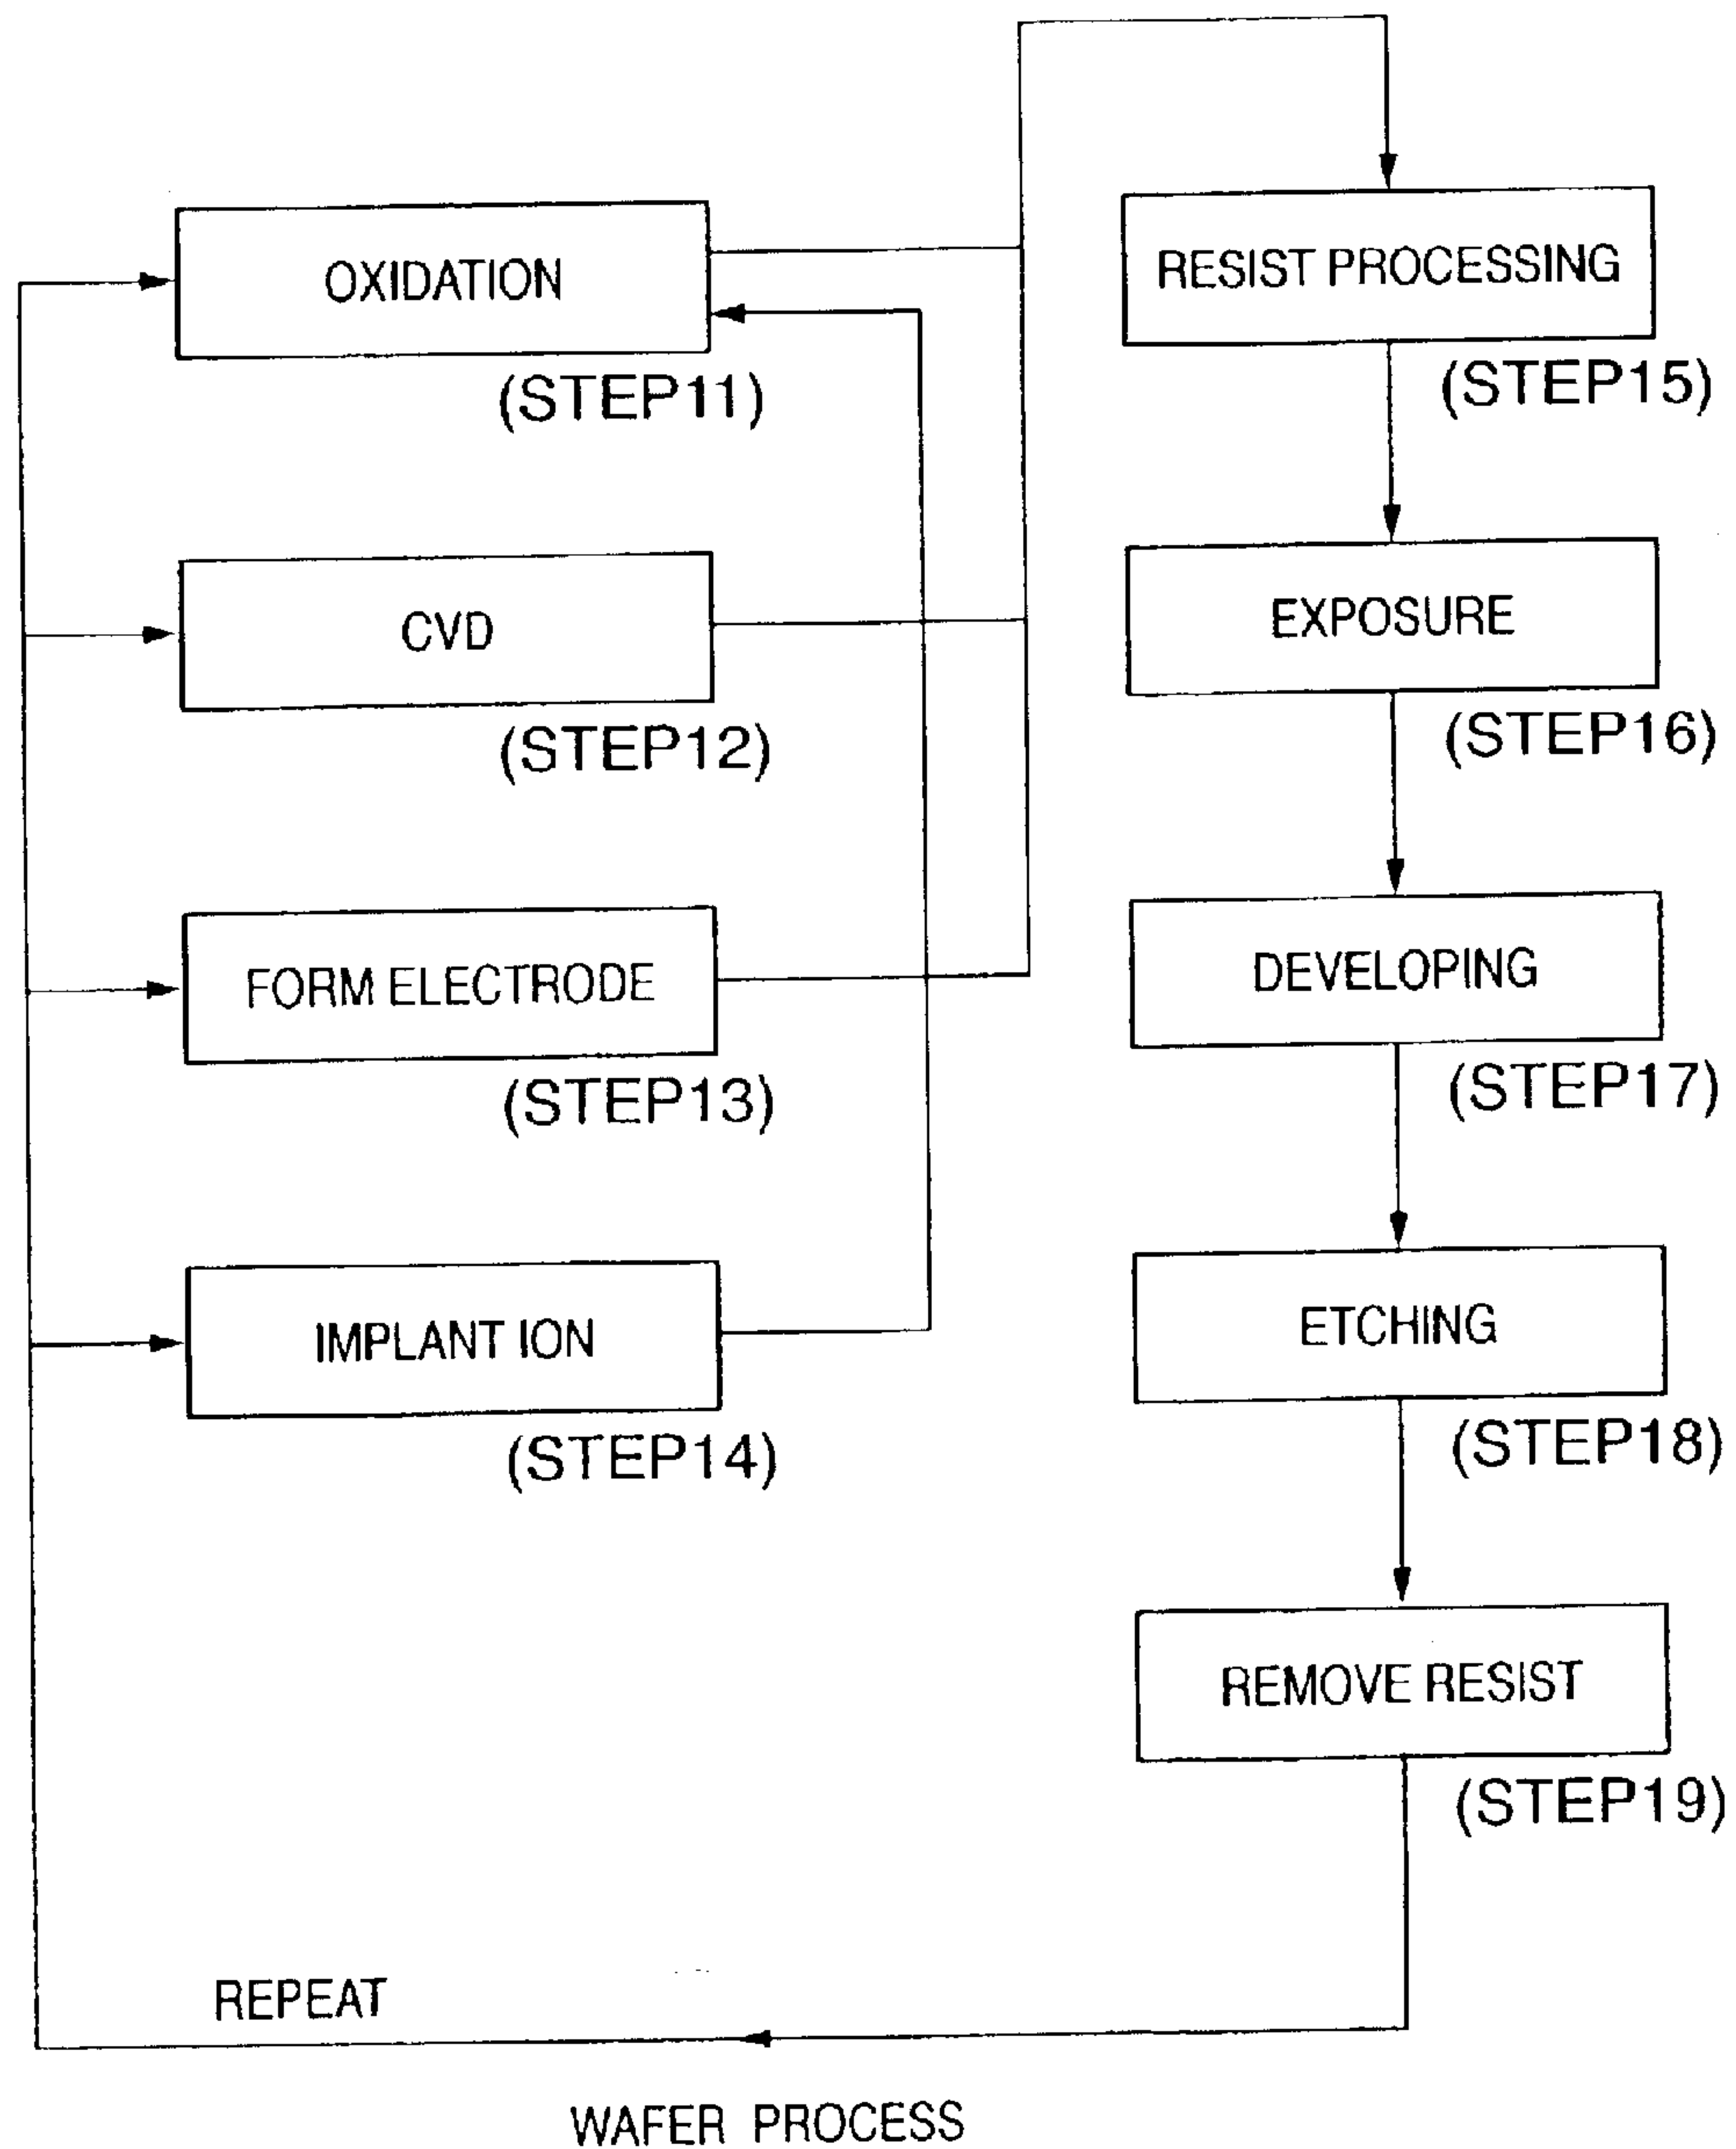 OXIDATION
(STEP11)
CVD
(STEP12)
FORM ELECTRODE
(STEP13)
IMPLANT ION
(STEP14)
RESIST PROCESSING
(STEP15)
EXPOSURE
(STEP16)
DEVELOPING
(STEP17)
ETCHING
(STEP18)
REMOVE RESIST
(STEP19)
REPEAT
WAFER PROCESS